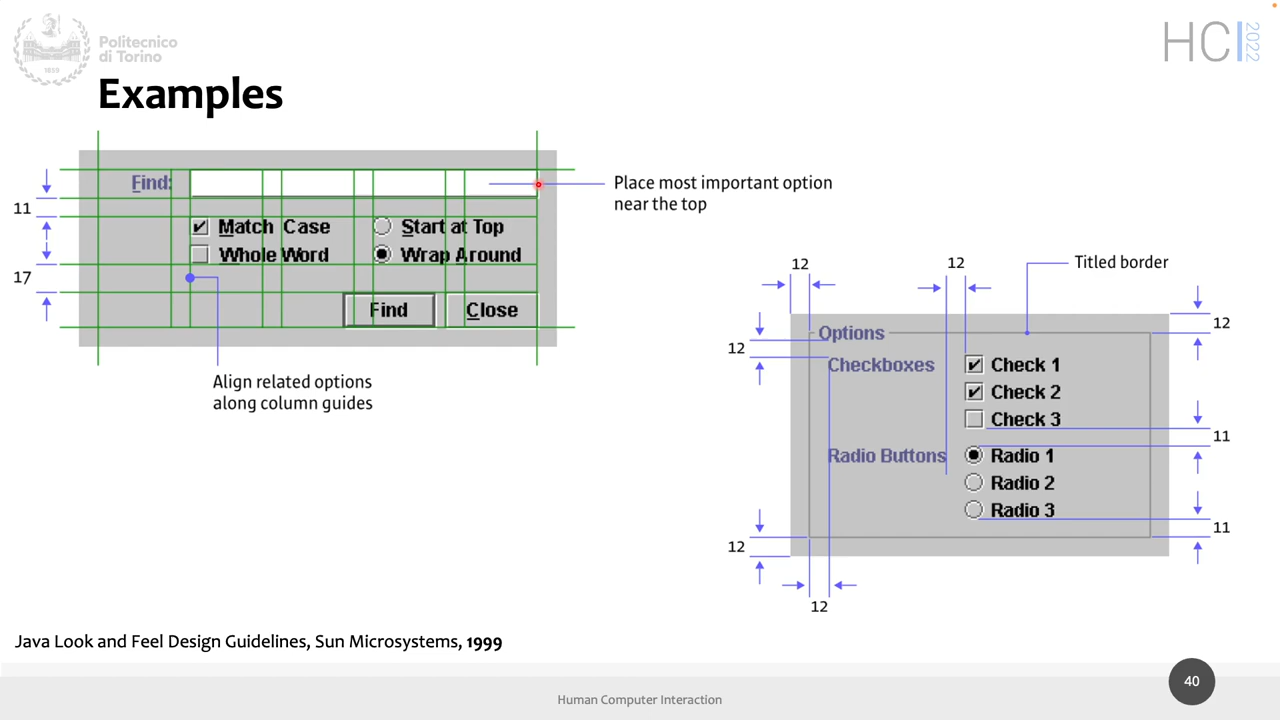 Politecnico
di Torino
1859
HCI
2022
Examples
Find:
Match Case
Start at Top
Whole Word
Wrap Around
Find
Close
11
17
Place most important option
near the top
Align related options
along column guides
12
12
Titled border
12
12
Options
Checkboxes
Check 1
Check 2
Check 3
11
Radio Buttons
Radio 1
Radio 2
Radio 3
11
12
12
Java Look and Feel Design Guidelines, Sun Microsystems, 1999
40
Human Computer Interaction